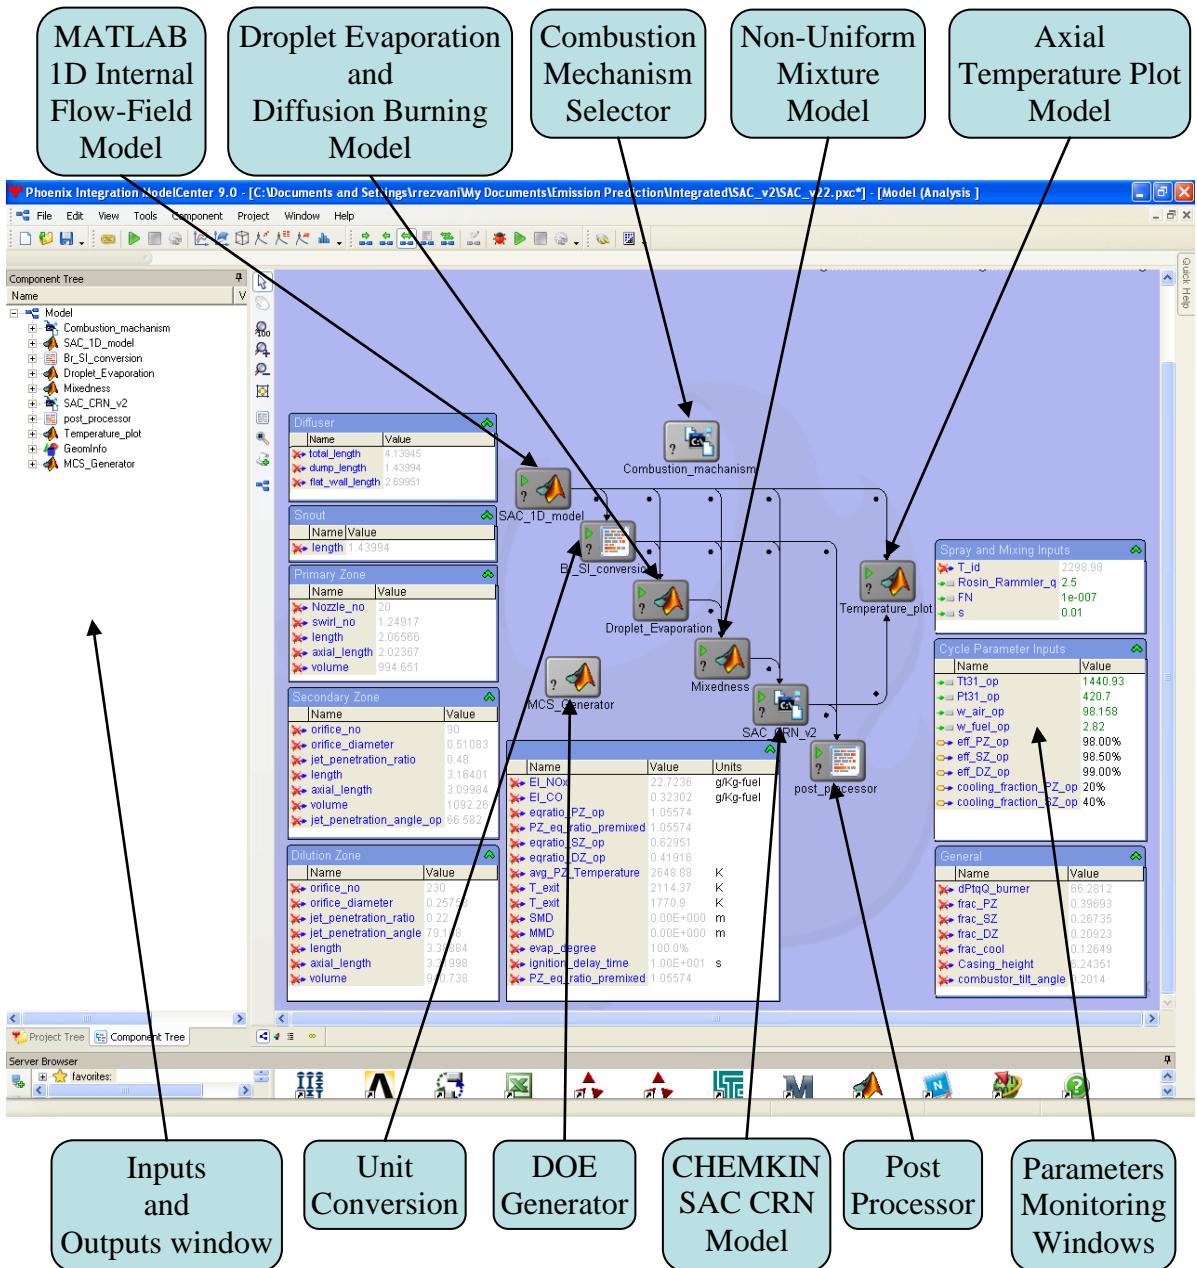 MATLAB
1D Internal
Flow-Field
Model
Droplet Evaporation
and
Diffusion Burning
Model
Combustion
Mechanism
Selector
Non-Uniform
Mixture
Model
Axial
Temperature Plot
Model
Phoenix Integration ModelCenter 9.0 - [C:\Documents and Settings\rrezvani\My Documents\Emission Prediction\Integrated\SAC_v2\SAC_v22.pxc*] - [Model (Analysis ]
File Edit View Tools Component Project Window Help
Quick Help
Component Tree
Name V
Model
Combustion_machanism
SAC_1D_model
Br_SI_conversion
Droplet_Evaporation
Mixedness
SAC_CRN_v2
post_processor
Temperature_plot
GeomInfo
MCS_Generator
100
Diffuser
Name Value
total_length 4.13945
dump_length 1.43994
flat_wall_length 2.69951
Snout
Name Value
length 1.43994
Primary Zone
Name Value
Nozzle_no 20
swirl_no 1.24917
length 2.06566
axial_length 2.02367
volume 994.651
Secondary Zone
Name Value
orifice_no 90
orifice_diameter 0.51083
jet_penetration_ratio 0.48
length 3.16401
axial_length 3.09984
volume 1092.26
jet_penetration_angle_op 66.582
Dilution Zone
Name Value
orifice_no 230
orifice_diameter
jet_penetration_ratio 0.22
jet_penetration_angle
length
axial_length
volume
Combustion_machanism
SAC_1D_model
Br_SI_conversion
Droplet_Evaporation
Mixedness
MCS_Generator
SAC_CRN_v2
post_processor
Temperature_plot
Name Value Units
EI_NOx 22.7236 g/Kg-fuel
EI_CO 0.32302 g/Kg-fuel
eqratio_PZ_op 1.05574
PZ_eq_ratio_premixed 1.05574
eqratio_SZ_op 0.62951
eqratio_DZ_op 0.41916
avg_PZ_Temperature 2648.88 K
T_exit 2114.37 K
T_exit 1770.9 K
SMD 0.00E+000 m
MMD 0.00E+000 m
evap_degree 100.0%
ignition_delay_time 1.00E+001 s
PZ_eq_ratio_premixed 1.05574
Spray and Mixing Inputs
T_id 2298.98
Rosin_Rammler_q 2.5
FN 1e-007
s 0.01
Cycle Parameter Inputs
Name Value
Tt31_op 1440.93
Pt31_op 420.7
w_air_op 98.158
w_fuel_op 2.82
eff_PZ_op 98.00%
eff_SZ_op 98.50%
eff_DZ_op 99.00%
cooling_fraction_PZ_op 20%
cooling_fraction_SZ_op 40%
General
Name Value
dPtqQ_burner 66.2812
frac_PZ 0.39693
frac_SZ 0.26735
frac_DZ 0.20923
frac_cool 0.12649
Casing_height 6.24351
combustor_tilt_angle 0.2014
Project Tree Component Tree
Server Browser
favorites:
Inputs
and
Outputs window
Unit
Conversion
DOE
Generator
CHEMKIN
SAC CRN
Model
Post
Processor
Parameters
Monitoring
Windows